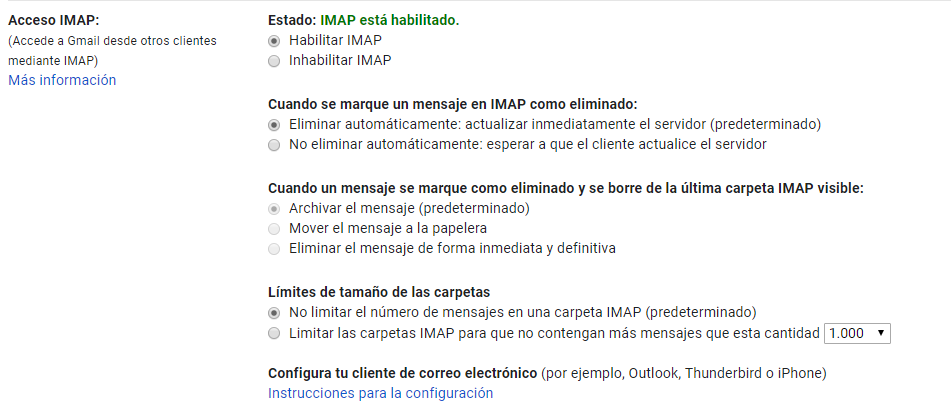 Acceso IMAP:
(Accede a Gmail desde otros clientes
mediante IMAP)
Más información
Estado: IMAP está habilitado.
Habilitar IMAP
Inhabilitar IMAP
Cuando se marque un mensaje en IMAP como eliminado:
Eliminar automáticamente: actualizar inmediatamente el servidor (predeterminado)
No eliminar automáticamente: esperar a que el cliente actualice el servidor
Cuando un mensaje se marque como eliminado y se borre de la última carpeta IMAP visible:
Archivar el mensaje (predeterminado)
Mover el mensaje a la papelera
Eliminar el mensaje de forma inmediata y definitiva
Límites de tamaño de las carpetas
No limitar el número de mensajes en una carpeta IMAP (predeterminado)
Limitar las carpetas IMAP para que no contengan más mensajes que esta cantidad 1.000
Configura tu cliente de correo electrónico (por ejemplo, Outlook, Thunderbird o iPhone)
Instrucciones para la configuración